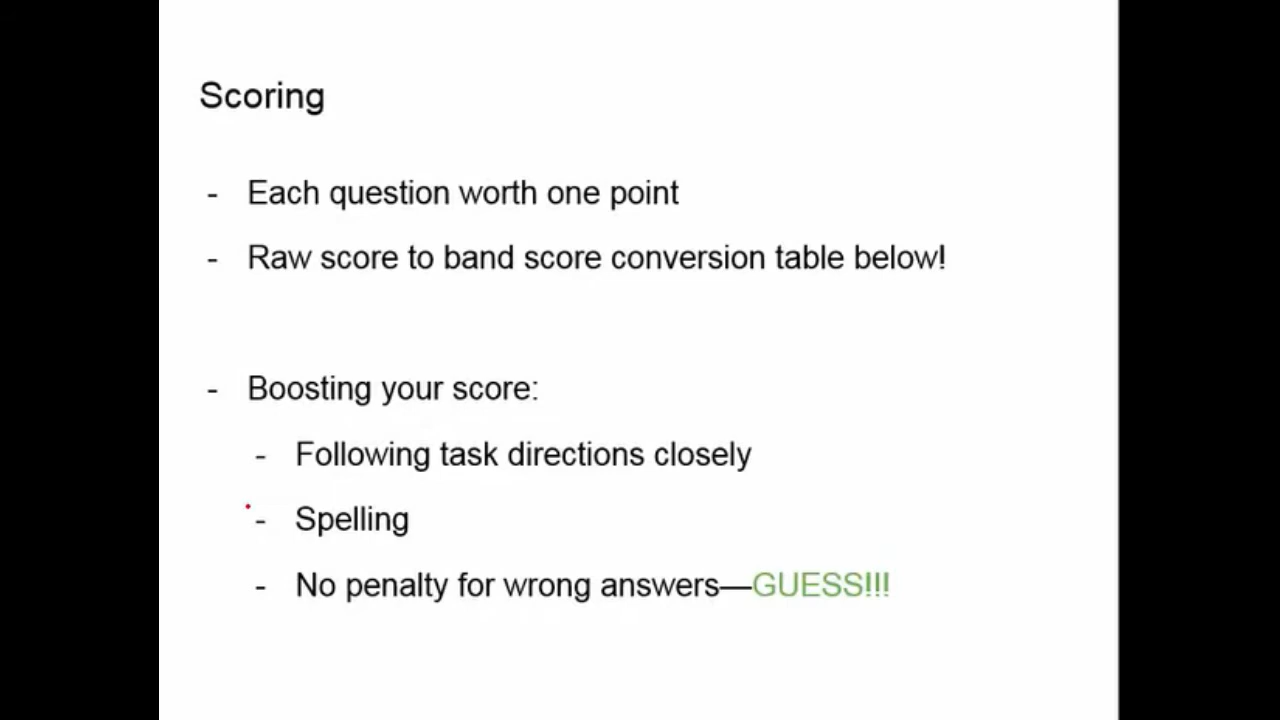 Scoring
- Each question worth one point
- Raw score to band score conversion table below!
- Boosting your score:
- Following task directions closely
- Spelling
- No penalty for wrong answers—GUESS!!!